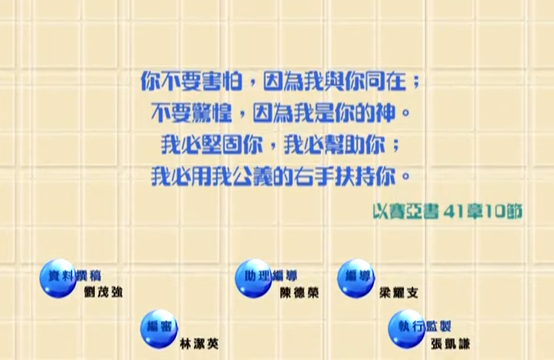 你不要害怕，因為我與你同在；
不要驚惶，因為我是你的神。
我必堅固你，我必幫助你；
我必用我公義的右手扶持你。
以賽亞書 41章10節
資料撰稿
劉茂強
助理編導
陳德榮
編導
梁耀支
編審
林潔英
執行監製
張凱謙